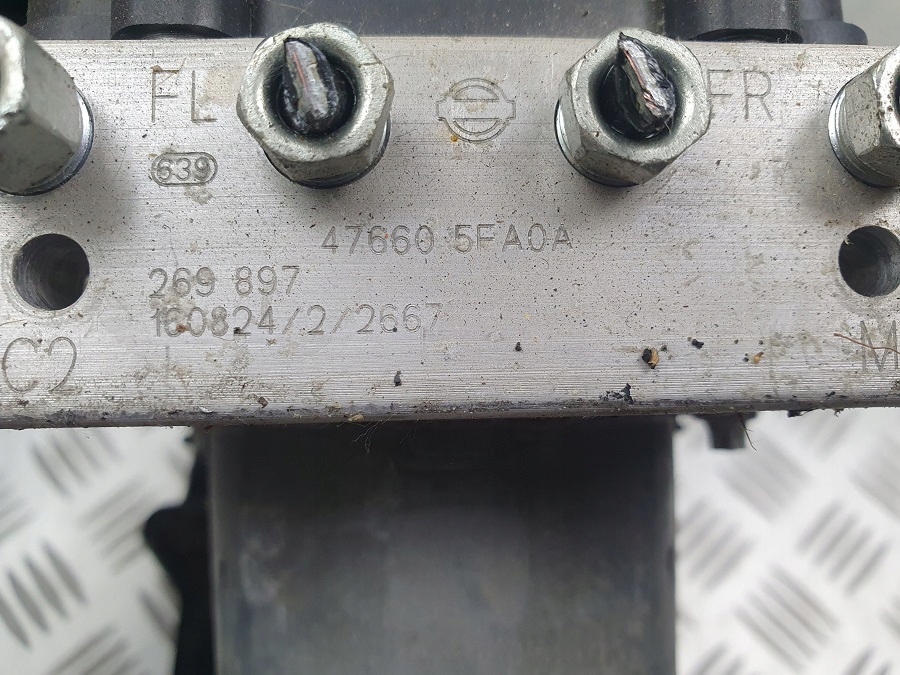 FL FR
639
47660 5FA0A
269 897
160824/2/2667
C2 M